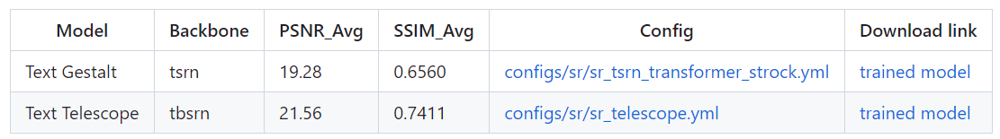 Model Backbone PSNR_Avg SSIM_Avg Config Download link
Text Gestalt tsrn 19.28 0.6560 configs/sr/sr_tsrn_transformer_strock.yml trained model
Text Telescope tbsrn 21.56 0.7411 configs/sr/sr_telescope.yml trained model